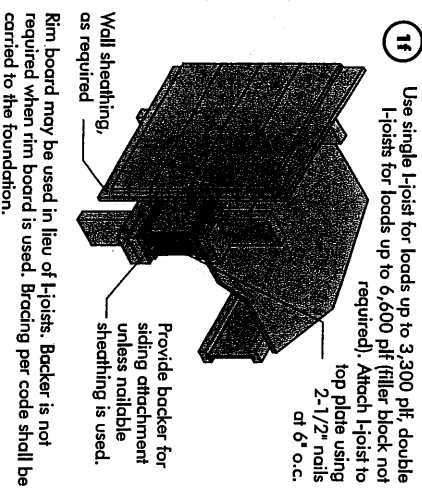 1f
Use single I-joist for loads up to 3,300 plf, double
I-joists for loads up to 6,600 plf (filler block not
required). Attach I-joist to
top plate using
2-1/2" nails
at 6" o.c.
Wall sheathing,
as required
Provide backer for
siding attachment
unless nailable
sheathing is used.
Rim board may be used in lieu of I-joists. Backer is not
required when rim board is used. Bracing per code shall be
carried to the foundation.